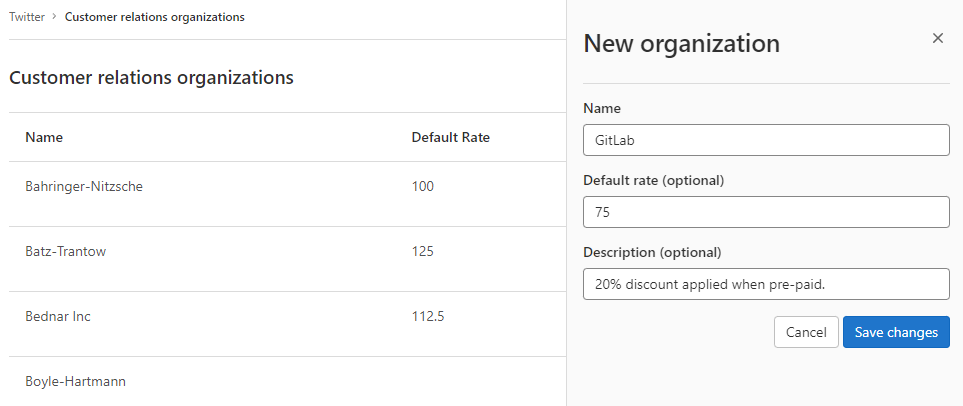 Twitter > Customer relations organizations
Customer relations organizations
Name Default Rate
Bahringer-Nitzsche 100
Batz-Trantow 125
Bednar Inc 112.5
Boyle-Hartmann
New organization
Name
GitLab
Default rate (optional)
75
Description (optional)
20% discount applied when pre-paid.
Cancel Save changes